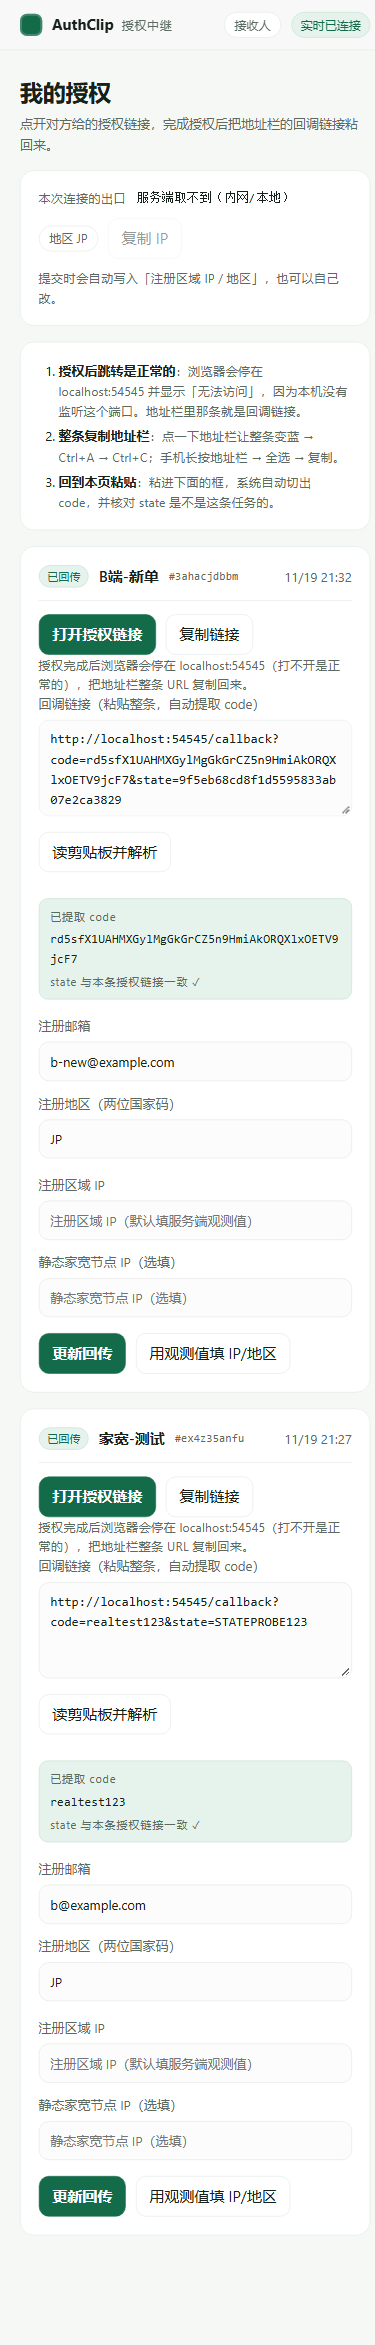 AuthClip 授权中继 接收人 实时已连接
我的授权
点开对方给的授权链接，完成授权后把地址栏的回调链接粘
回来。
本次连接的出口 服务端取不到（内网/本地）
地区 JP 复制 IP
提交时会自动写入「注册区域 IP / 地区」，也可以自己
改。
1. 授权后跳转是正常的：浏览器会停在
localhost:54545 并显示「无法访问」，因为本机没有
监听这个端口。地址栏里那条就是回调链接。
2. 整条复制地址栏：点一下地址栏让整条变蓝 →
Ctrl+A → Ctrl+C；手机长按地址栏 → 全选 → 复制。
3. 回到本页粘贴：粘进下面的框，系统自动切出
code，并核对 state 是不是这条任务的。
已回传 B端-新单 #3ahacjdbbm 11/19 21:32
打开授权链接 复制链接
授权完成后浏览器会停在 localhost:54545（打不开是正
常的），把地址栏整条 URL 复制回来。
回调链接（粘贴整条，自动提取 code）
http://localhost:54545/callback?
code=rd5sfX1UAHMXGylMgGkGrCZ5n9HmiAkORQX
lxOETV9jcF7&state=9f5eb68cd8f1d5595833ab
07e2ca3829
读剪贴板并解析
已提取 code
rd5sfX1UAHMXGylMgGkGrCZ5n9HmiAkORQXlxOETV9
jcF7
state 与本条授权链接一致 ✓
注册邮箱
b-new@example.com
注册地区（两位国家码）
JP
注册区域 IP
注册区域 IP（默认填服务端观测值）
静态家宽节点 IP（选填）
静态家宽节点 IP（选填）
更新回传 用观测值填 IP/地区
已回传 家宽-测试 #ex4z35anfu 11/19 21:27
打开授权链接 复制链接
授权完成后浏览器会停在 localhost:54545（打不开是正
常的），把地址栏整条 URL 复制回来。
回调链接（粘贴整条，自动提取 code）
http://localhost:54545/callback?
code=realtest123&state=STATEPROBE123
读剪贴板并解析
已提取 code
realtest123
state 与本条授权链接一致 ✓
注册邮箱
b@example.com
注册地区（两位国家码）
JP
注册区域 IP
注册区域 IP（默认填服务端观测值）
静态家宽节点 IP（选填）
静态家宽节点 IP（选填）
更新回传 用观测值填 IP/地区